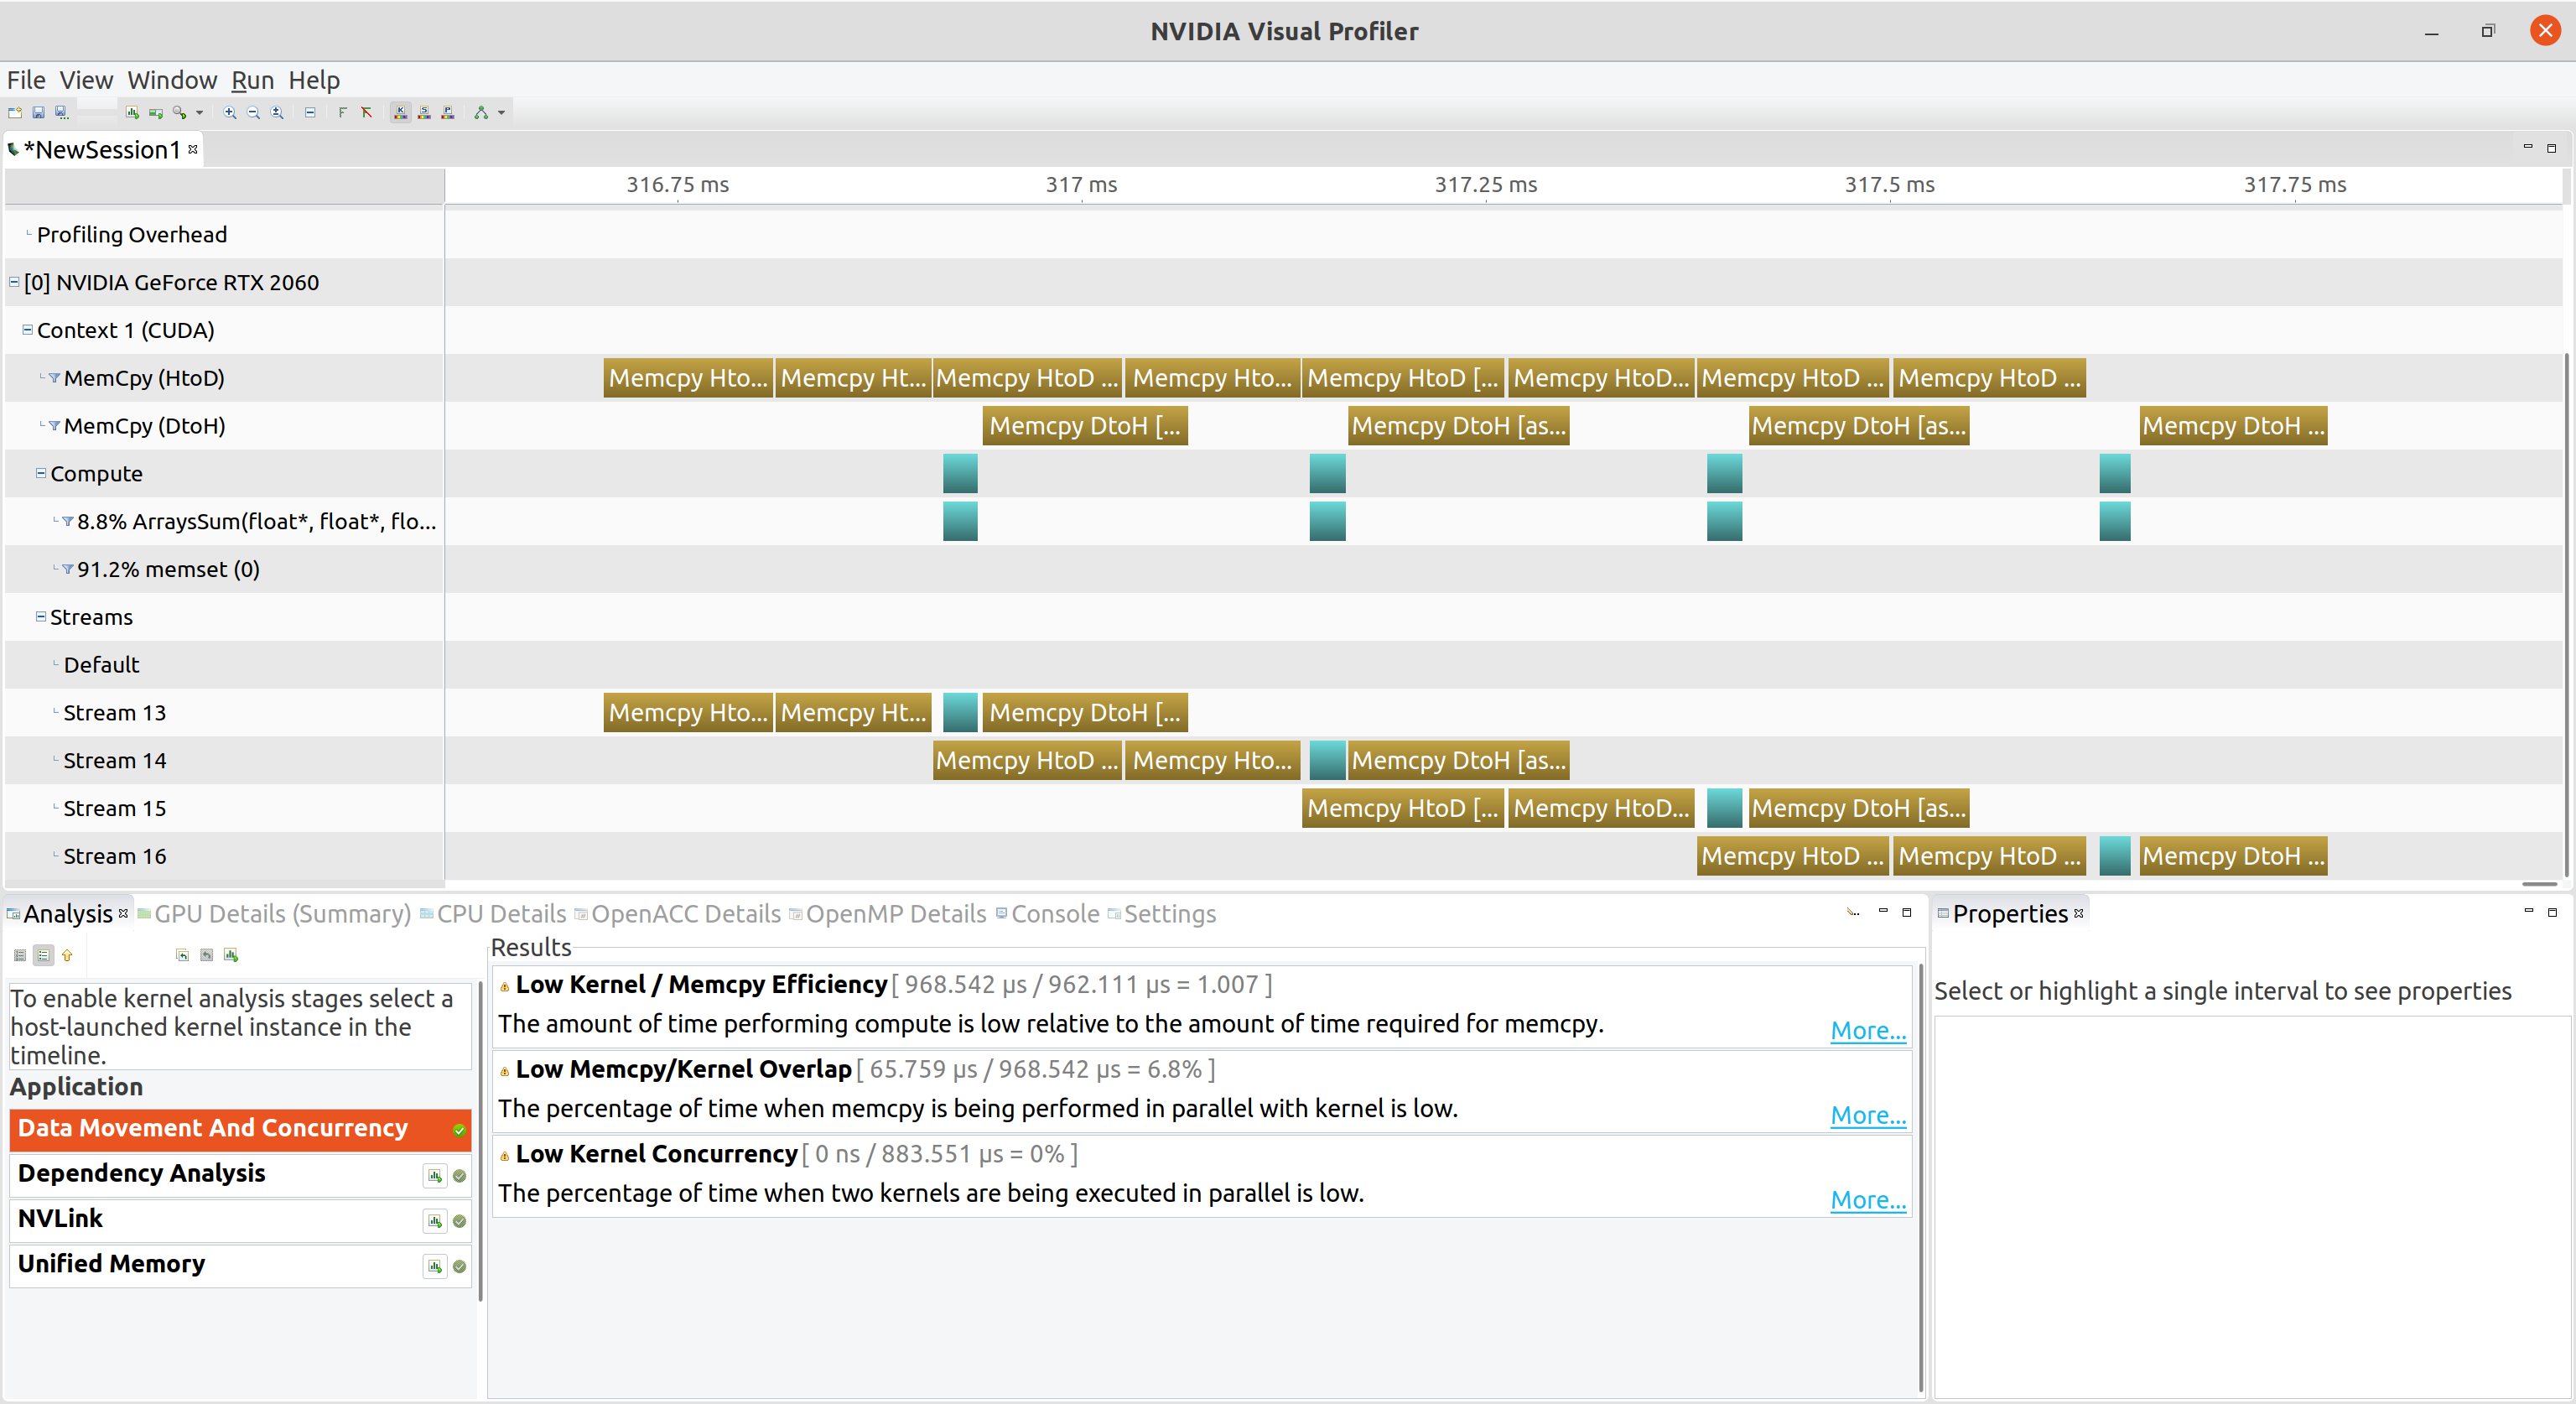 NVIDIA Visual Profiler
File View Window Run Help
*NewSession1
316.75 ms 317 ms 317.25 ms 317.5 ms 317.75 ms
Profiling Overhead
[0] NVIDIA GeForce RTX 2060
Context 1 (CUDA)
MemCpy (HtoD) Memcpy Hto... Memcpy Ht... Memcpy HtoD ... Memcpy Hto... Memcpy HtoD [... Memcpy HtoD... Memcpy HtoD ... Memcpy HtoD ...
MemCpy (DtoH) Memcpy DtoH [... Memcpy DtoH [as... Memcpy DtoH [as... Memcpy DtoH ...
Compute
8.8% ArraysSum(float*, float*, flo...
91.2% memset (0)
Streams
Default
Stream 13 Memcpy Hto... Memcpy Ht... Memcpy DtoH [...
Stream 14 Memcpy HtoD ... Memcpy Hto... Memcpy DtoH [as...
Stream 15 Memcpy HtoD [... Memcpy HtoD... Memcpy DtoH [as...
Stream 16 Memcpy HtoD ... Memcpy HtoD ... Memcpy DtoH ...
Analysis GPU Details (Summary) CPU Details OpenACC Details OpenMP Details Console Settings
To enable kernel analysis stages select a
host-launched kernel instance in the
timeline.
Application
Data Movement And Concurrency
Dependency Analysis
NVLink
Unified Memory
Results
Low Kernel / Memcpy Efficiency [ 968.542 µs / 962.111 µs = 1.007 ]
The amount of time performing compute is low relative to the amount of time required for memcpy.
More...
Low Memcpy/Kernel Overlap [ 65.759 µs / 968.542 µs = 6.8% ]
The percentage of time when memcpy is being performed in parallel with kernel is low.
More...
Low Kernel Concurrency [ 0 ns / 883.551 µs = 0% ]
The percentage of time when two kernels are being executed in parallel is low.
More...
Properties
Select or highlight a single interval to see properties